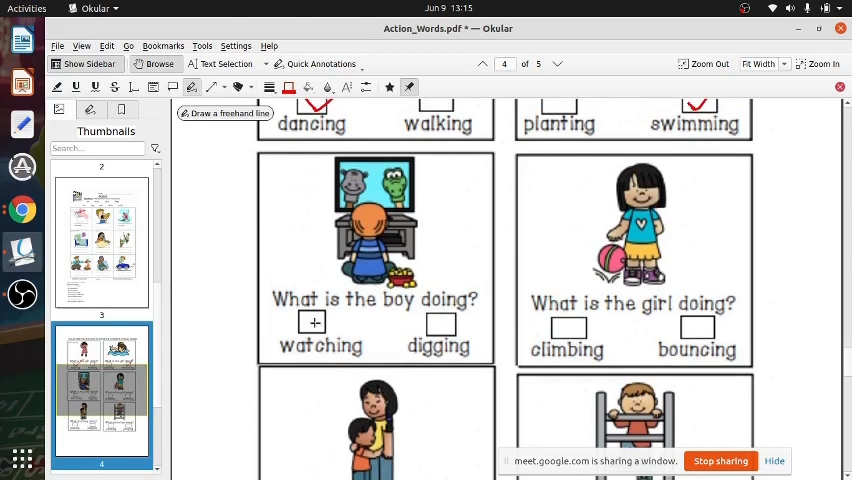 Activities
Okular
Jun 9 13:15
Action_Words.pdf * — Okular
File View Edit Go Bookmarks Tools Settings Help
Show Sidebar
Browse
Text Selection
Quick Annotations
4 of 5
Zoom Out
Fit Width
Zoom In
Draw a freehand line
Thumbnails
Search...
2
3
4
dancing walking
planting swimming
What is the boy doing?
watching digging
What is the girl doing?
climbing bouncing
meet.google.com is sharing a window.
Stop sharing
Hide